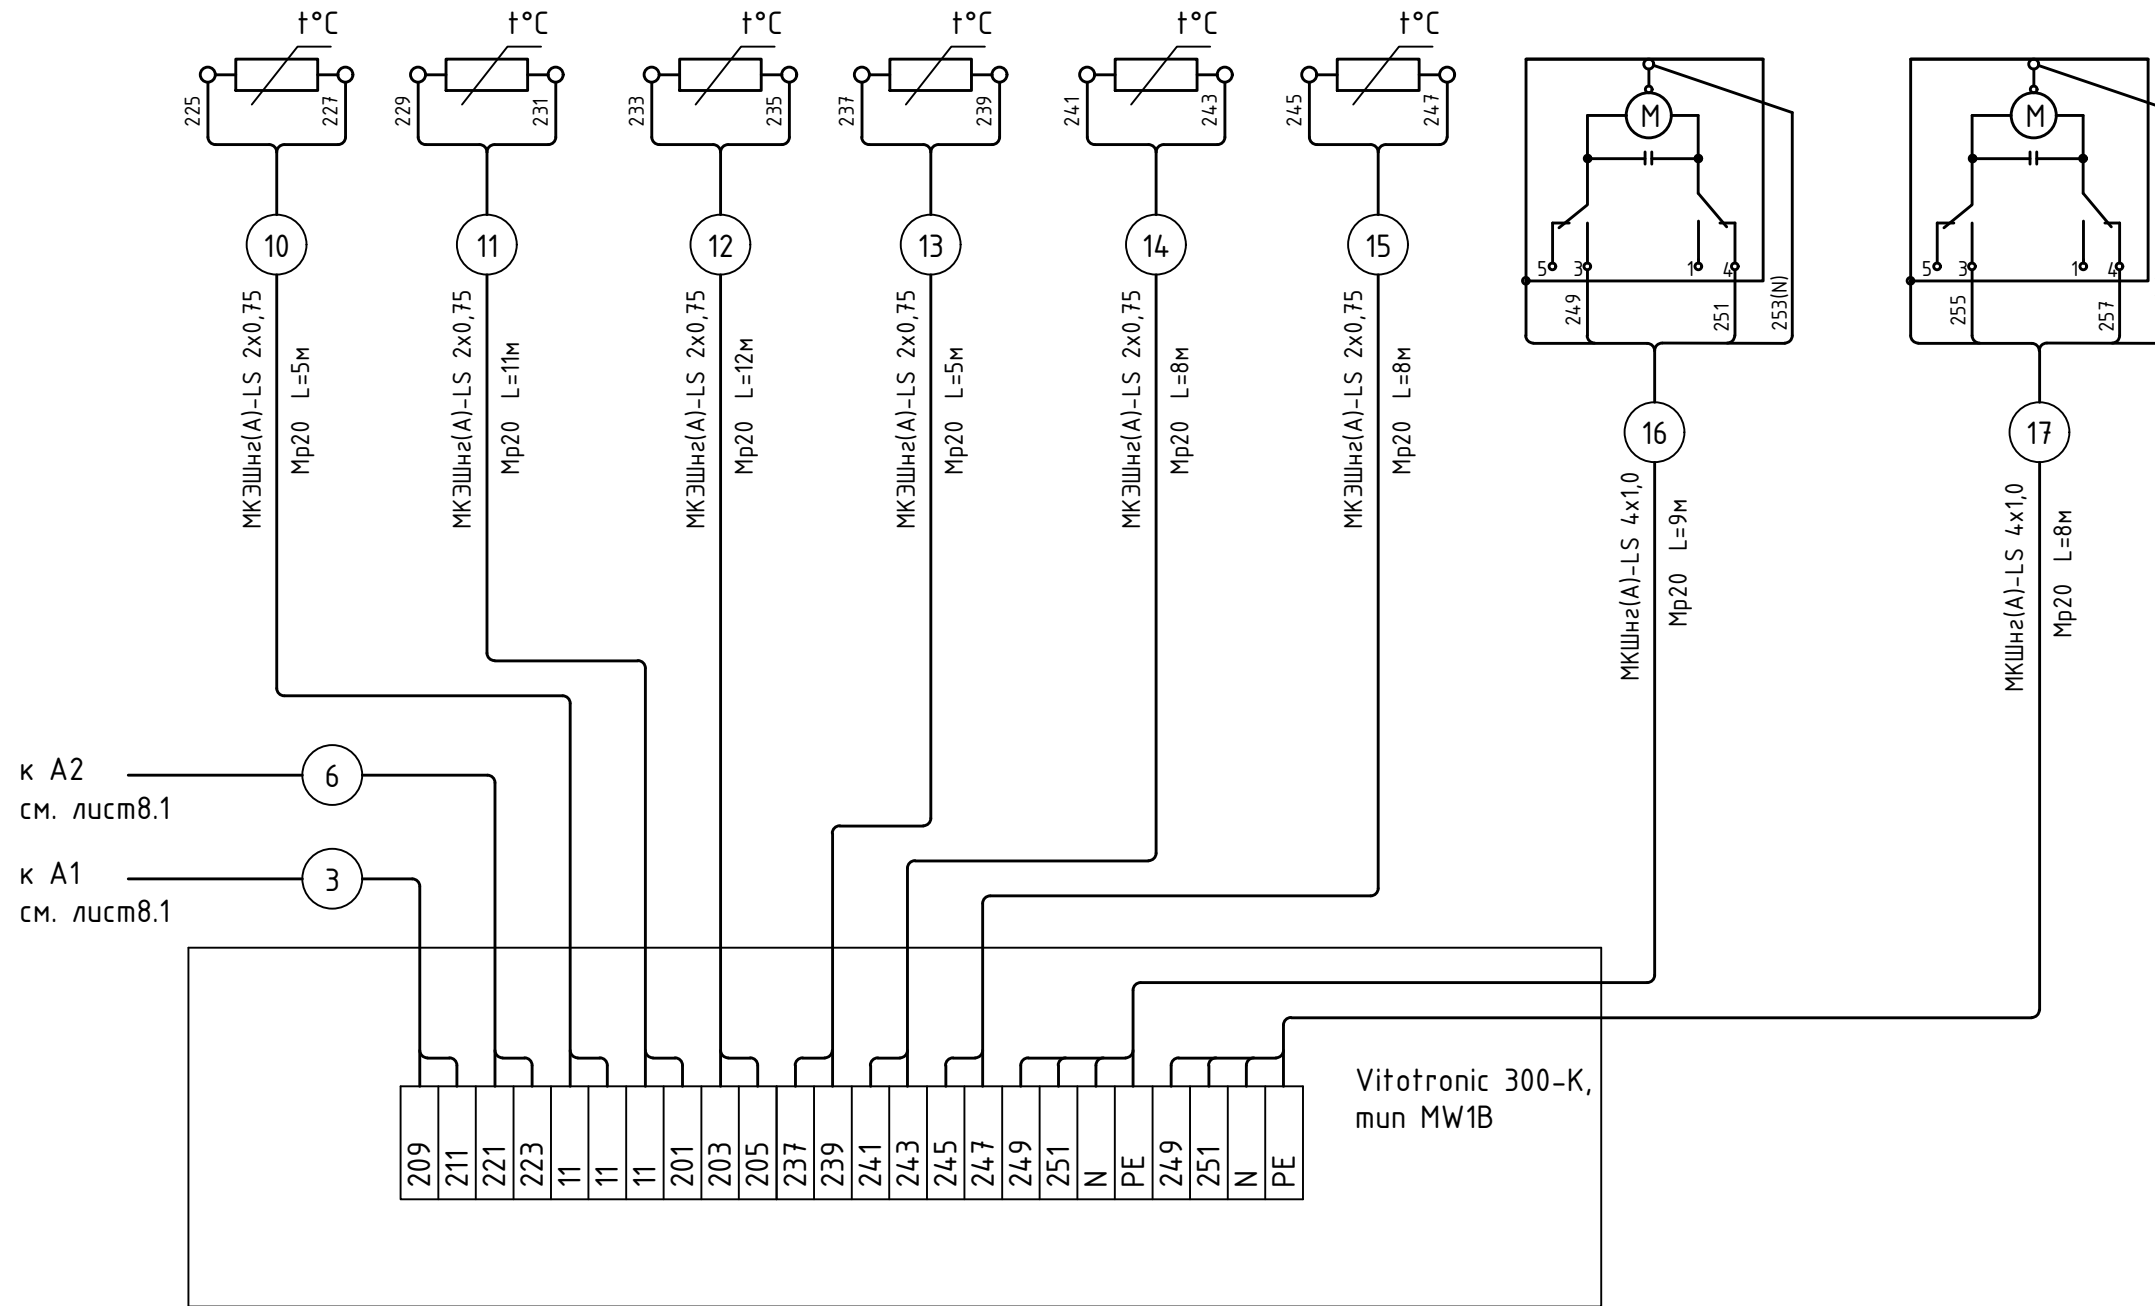 t°C
t°C
t°C
t°C
t°C
t°C
225
227
229
231
233
235
237
239
241
243
245
247
M
M
5
3
1
4
5
3
1
4
249
251
253(N)
255
257
10
11
12
13
14
15
16
17
МКЭШнг(А)-LS 2х0,75
Мр20 L=5м
МКЭШнг(А)-LS 2х0,75
Мр20 L=11м
МКЭШнг(А)-LS 2х0,75
Мр20 L=12м
МКЭШнг(А)-LS 2х0,75
Мр20 L=5м
МКЭШнг(А)-LS 2х0,75
Мр20 L=8м
МКЭШнг(А)-LS 2х0,75
Мр20 L=8м
МКШнг(А)-LS 4х1,0
Мр20 L=9м
МКШнг(А)-LS 4х1,0
Мр20 L=8м
к А2
см. лист8.1
6
к А1
см. лист8.1
3
Vitotronic 300-K,
тип MW1B
209
211
221
223
11
11
11
201
203
205
237
239
241
243
245
247
249
251
N
PE
249
251
N
PE